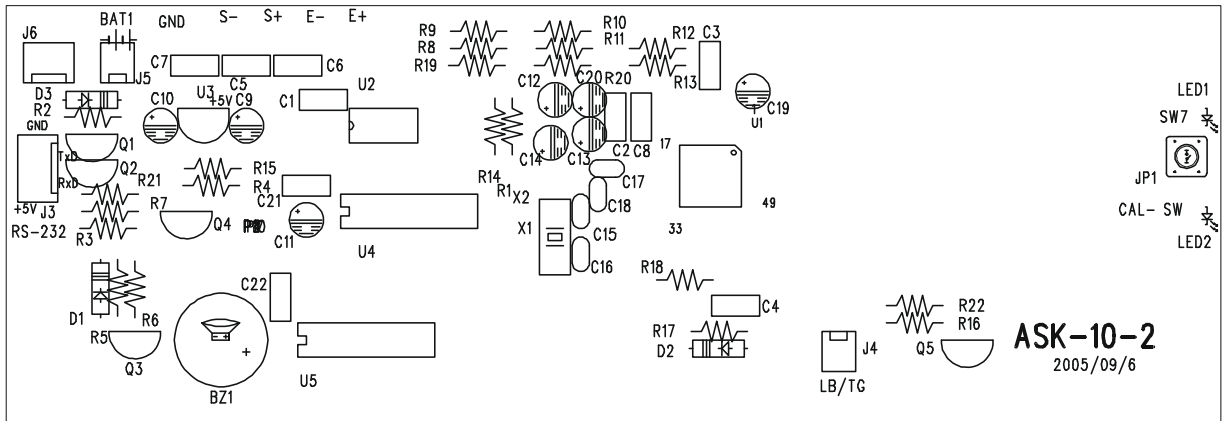 J6
BAT1
GND
S-
S+
E-
E+
R9
R8
R19
R10
R11
R12
R13
C3
C7
C5
C6
J5
D3
R2
C10
U3
+5V
C9
C1
U2
C12
C20
R20
C19
U1
LED1
SW7
JP1
CAL- SW
LED2
GND
TxD
Q1
RxD
Q2
+5V
J3
RS-232
R21
R7
R3
R15
R4
C21
Q4
C11
U4
C14
C13
C2
C8
17
R14
R1
X2
X1
C17
C18
C15
C16
49
33
R18
C4
R17
D2
D1
R5
R6
Q3
C22
BZ1
U5
J4
LB/TG
R22
R16
Q5
ASK-10-2
2005/09/6